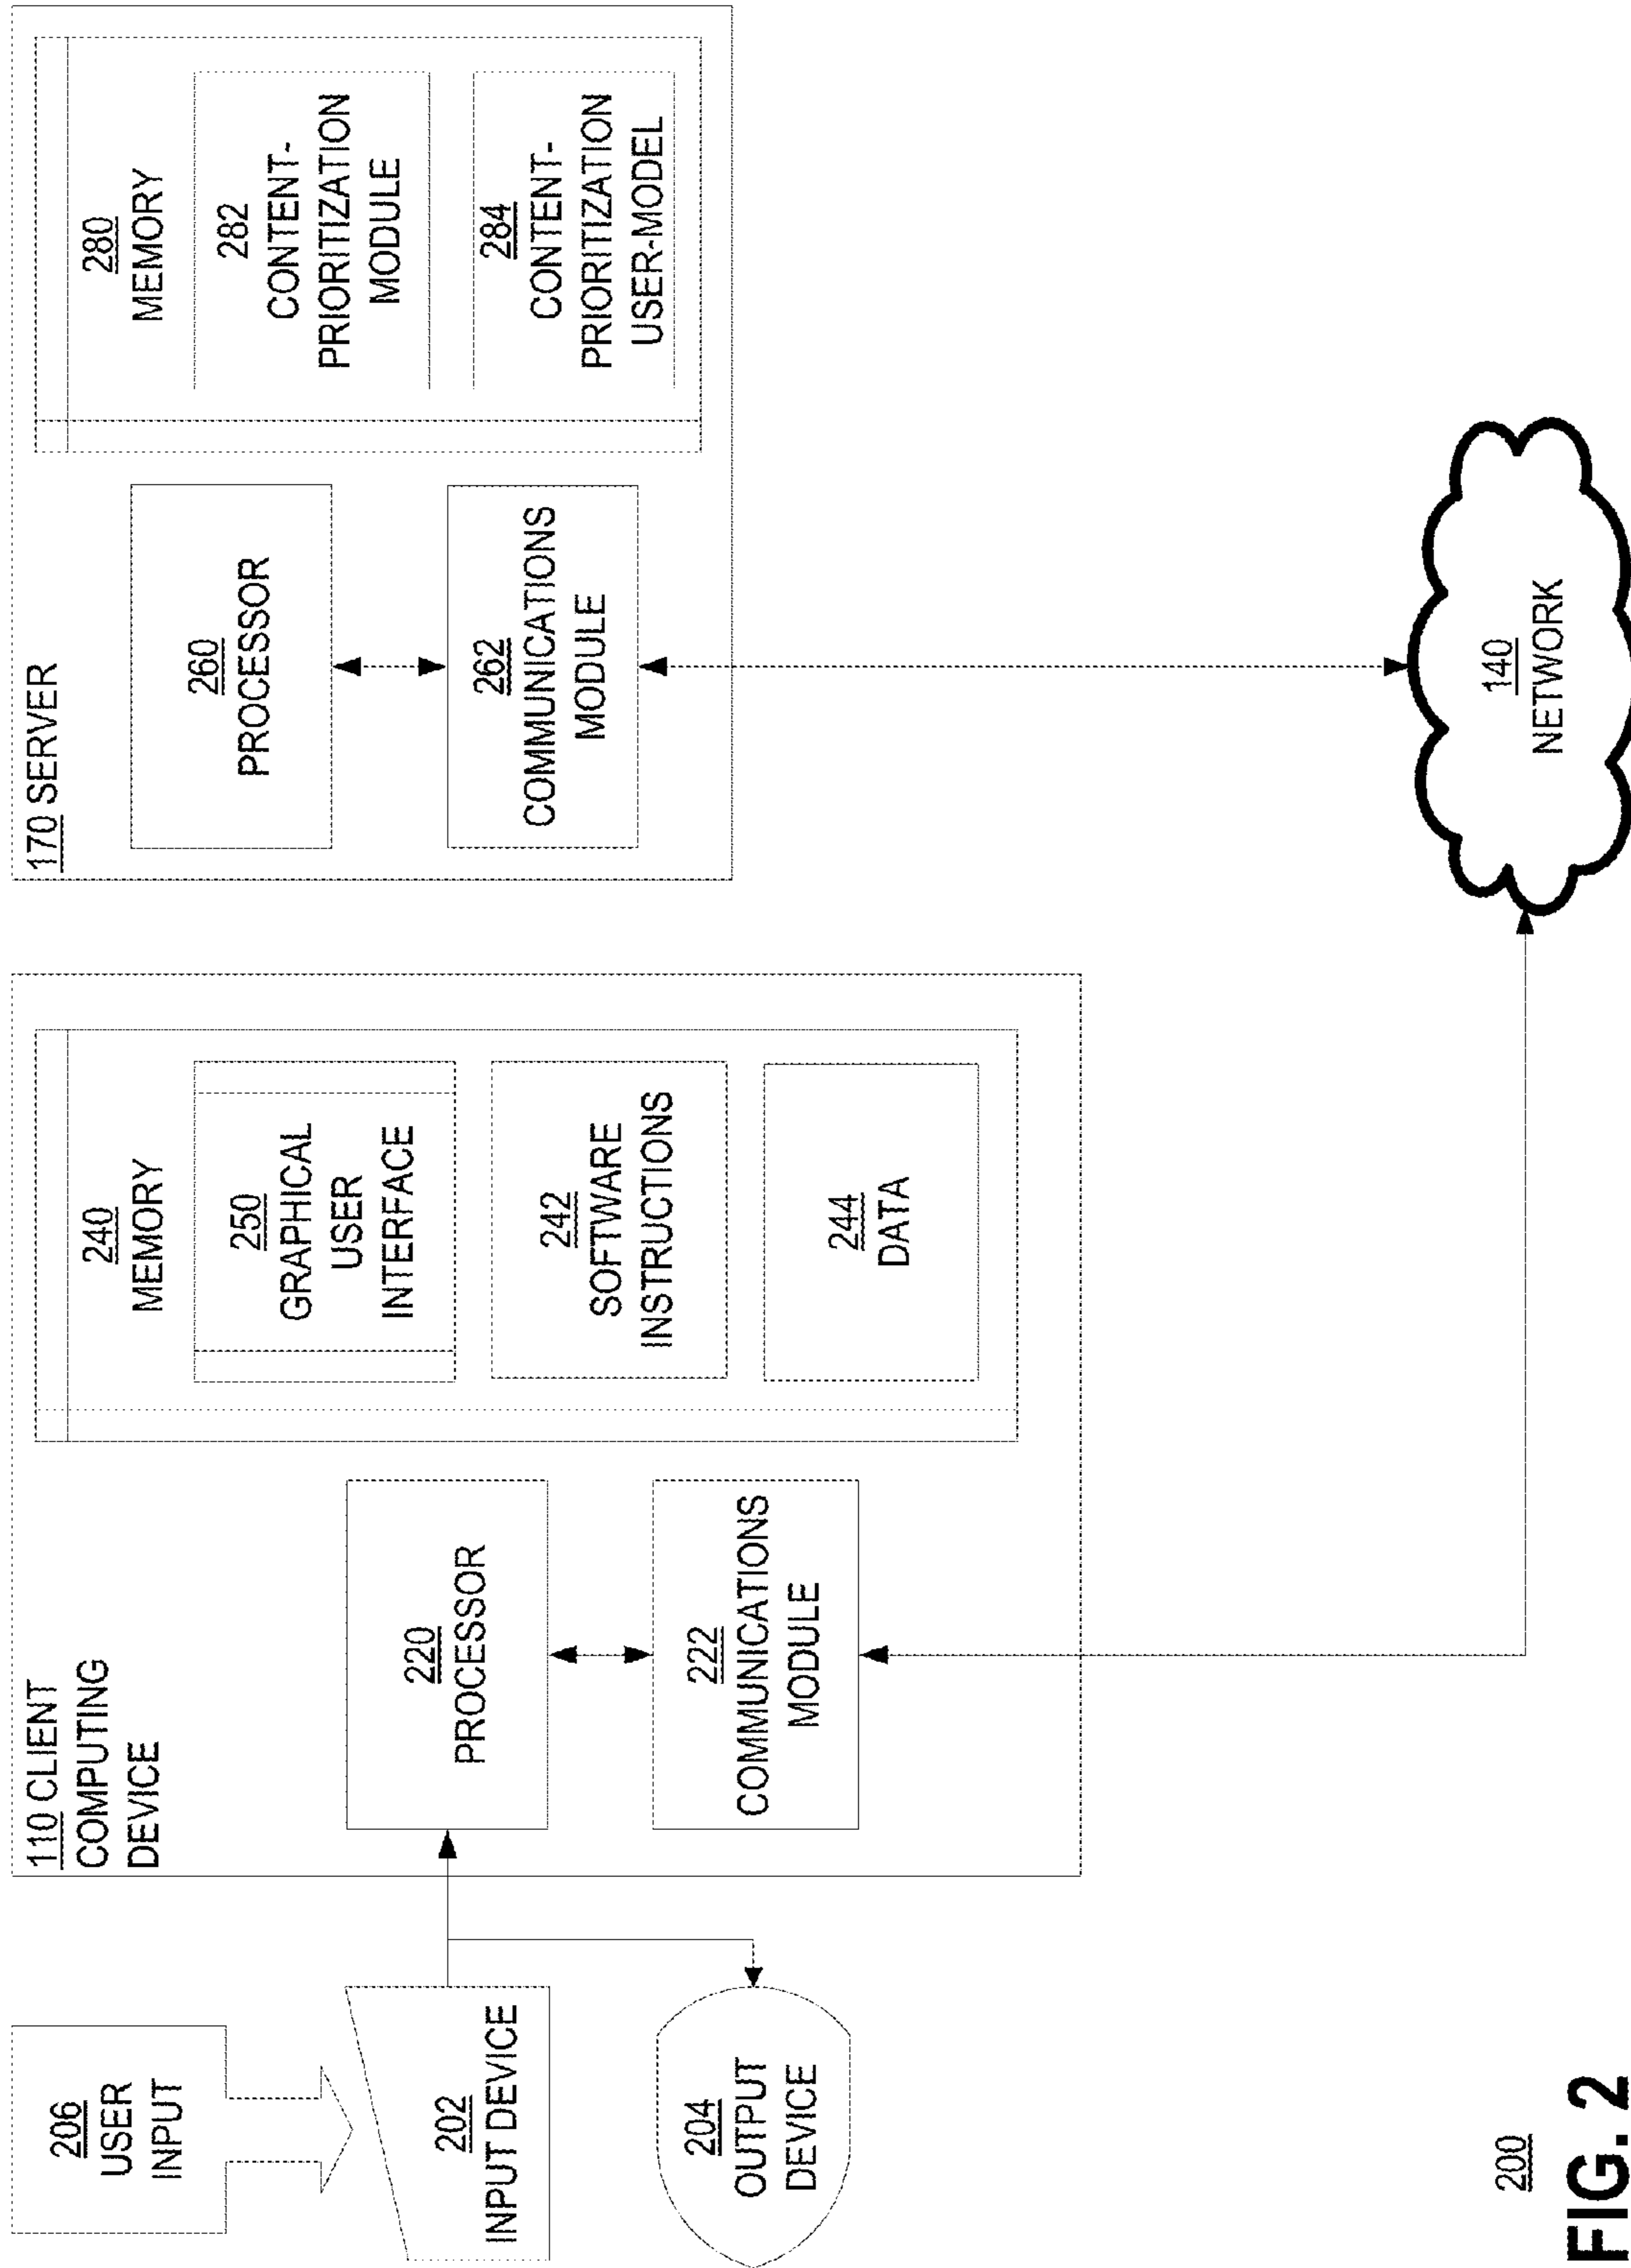 206
USER
INPUT
202
INPUT DEVICE
204
OUTPUT
DEVICE
110 CLIENT
COMPUTING
DEVICE
220
PROCESSOR
222
COMMUNICATIONS
MODULE
240
MEMORY
250
GRAPHICAL
USER
INTERFACE
242
SOFTWARE
INSTRUCTIONS
244
DATA
170 SERVER
260
PROCESSOR
262
COMMUNICATIONS
MODULE
280
MEMORY
282
CONTENT-
PRIORITIZATION
MODULE
284
CONTENT-
PRIORITIZATION
USER-MODEL
140
NETWORK
200
FIG. 2